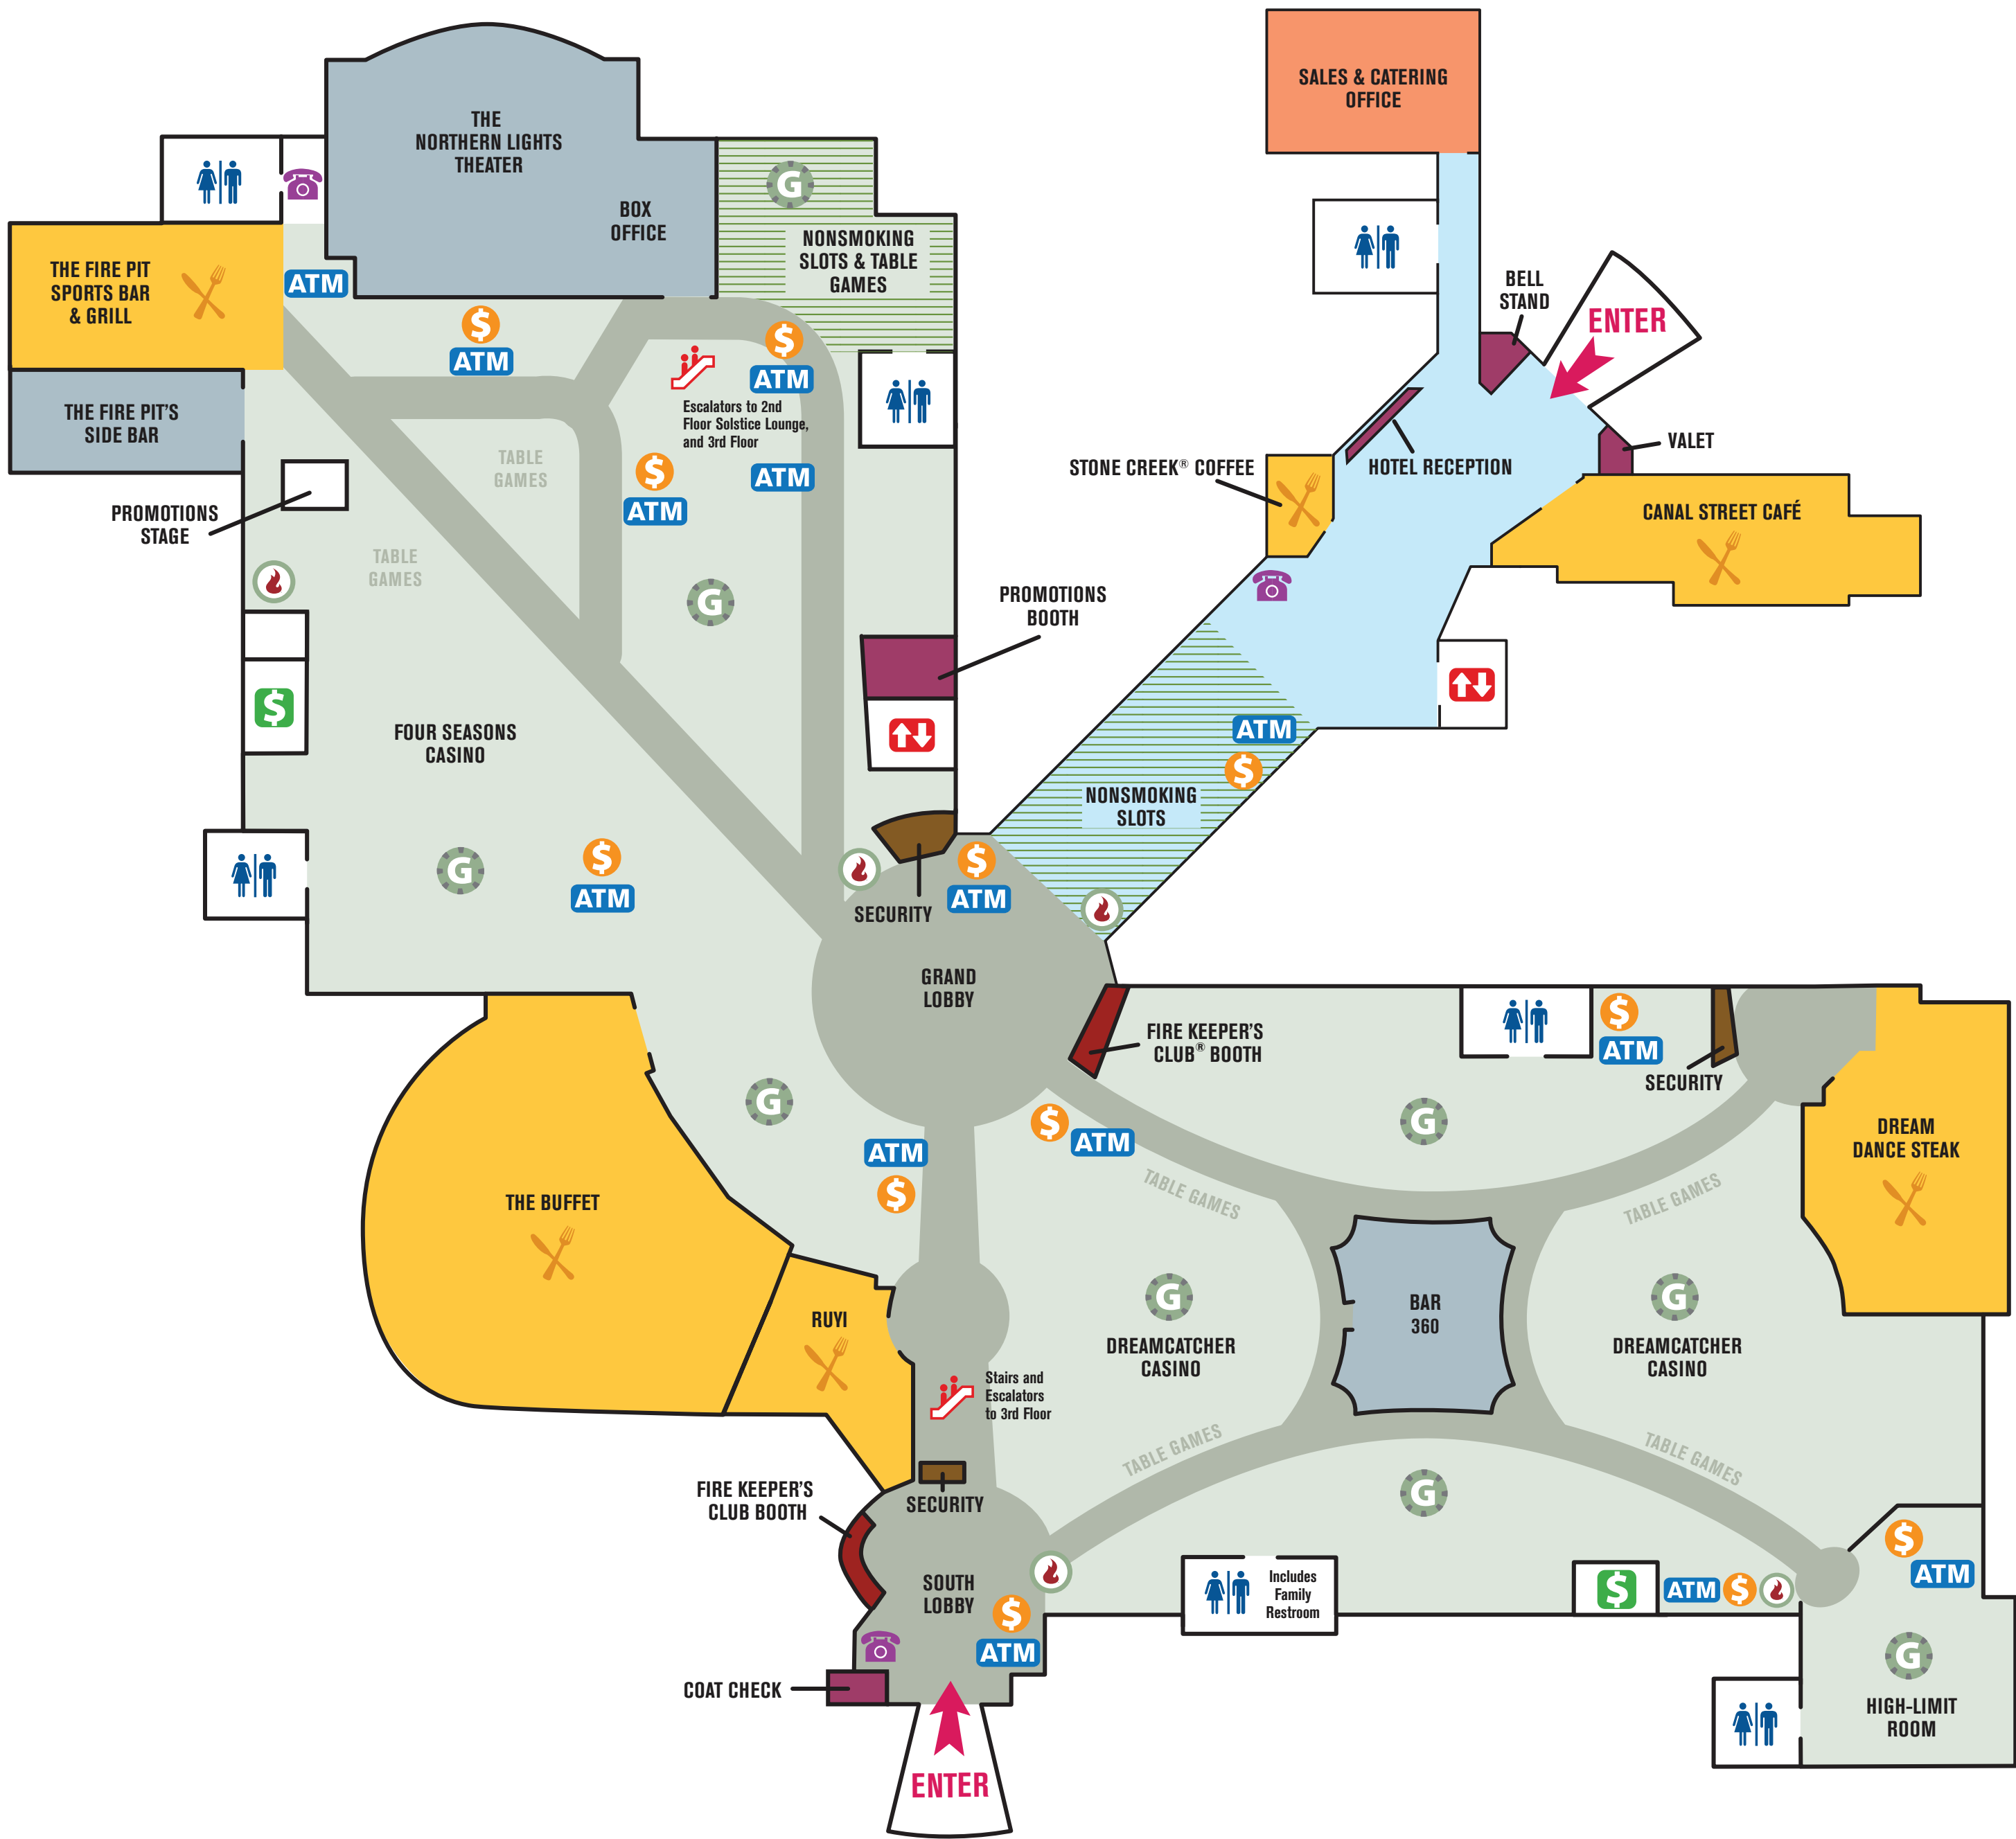 SALES & CATERING
OFFICE
THE
NORTHERN LIGHTS
THEATER
BOX
OFFICE
G
NONSMOKING
SLOTS & TABLE
GAMES
THE FIRE PIT
SPORTS BAR
& GRILL
ATM
$
ATM
$
ATM
Escalators to 2nd
Floor Solstice Lounge,
and 3rd Floor
BELL
STAND
ENTER
THE FIRE PIT'S
SIDE BAR
TABLE
GAMES
$
ATM
ATM
STONE CREEK® COFFEE
HOTEL RECEPTION
VALET
CANAL STREET CAFÉ
PROMOTIONS
STAGE
TABLE
GAMES
G
PROMOTIONS
BOOTH
$
FOUR SEASONS
CASINO
ATM
$
NONSMOKING
SLOTS
G
$
ATM
SECURITY
$
ATM
GRAND
LOBBY
FIRE KEEPER'S
CLUB® BOOTH
$
ATM
SECURITY
G
$
ATM
G
ATM
$
TABLE GAMES
TABLE GAMES
DREAM
DANCE STEAK
THE BUFFET
RUYI
G
DREAMCATCHER
CASINO
BAR
360
G
DREAMCATCHER
CASINO
Stairs and
Escalators
to 3rd Floor
TABLE GAMES
TABLE GAMES
FIRE KEEPER'S
CLUB BOOTH
SECURITY
G
SOUTH
LOBBY
$
ATM
Includes
Family
Restroom
$
ATM
$
$
ATM
COAT CHECK
G
HIGH-LIMIT
ROOM
ENTER